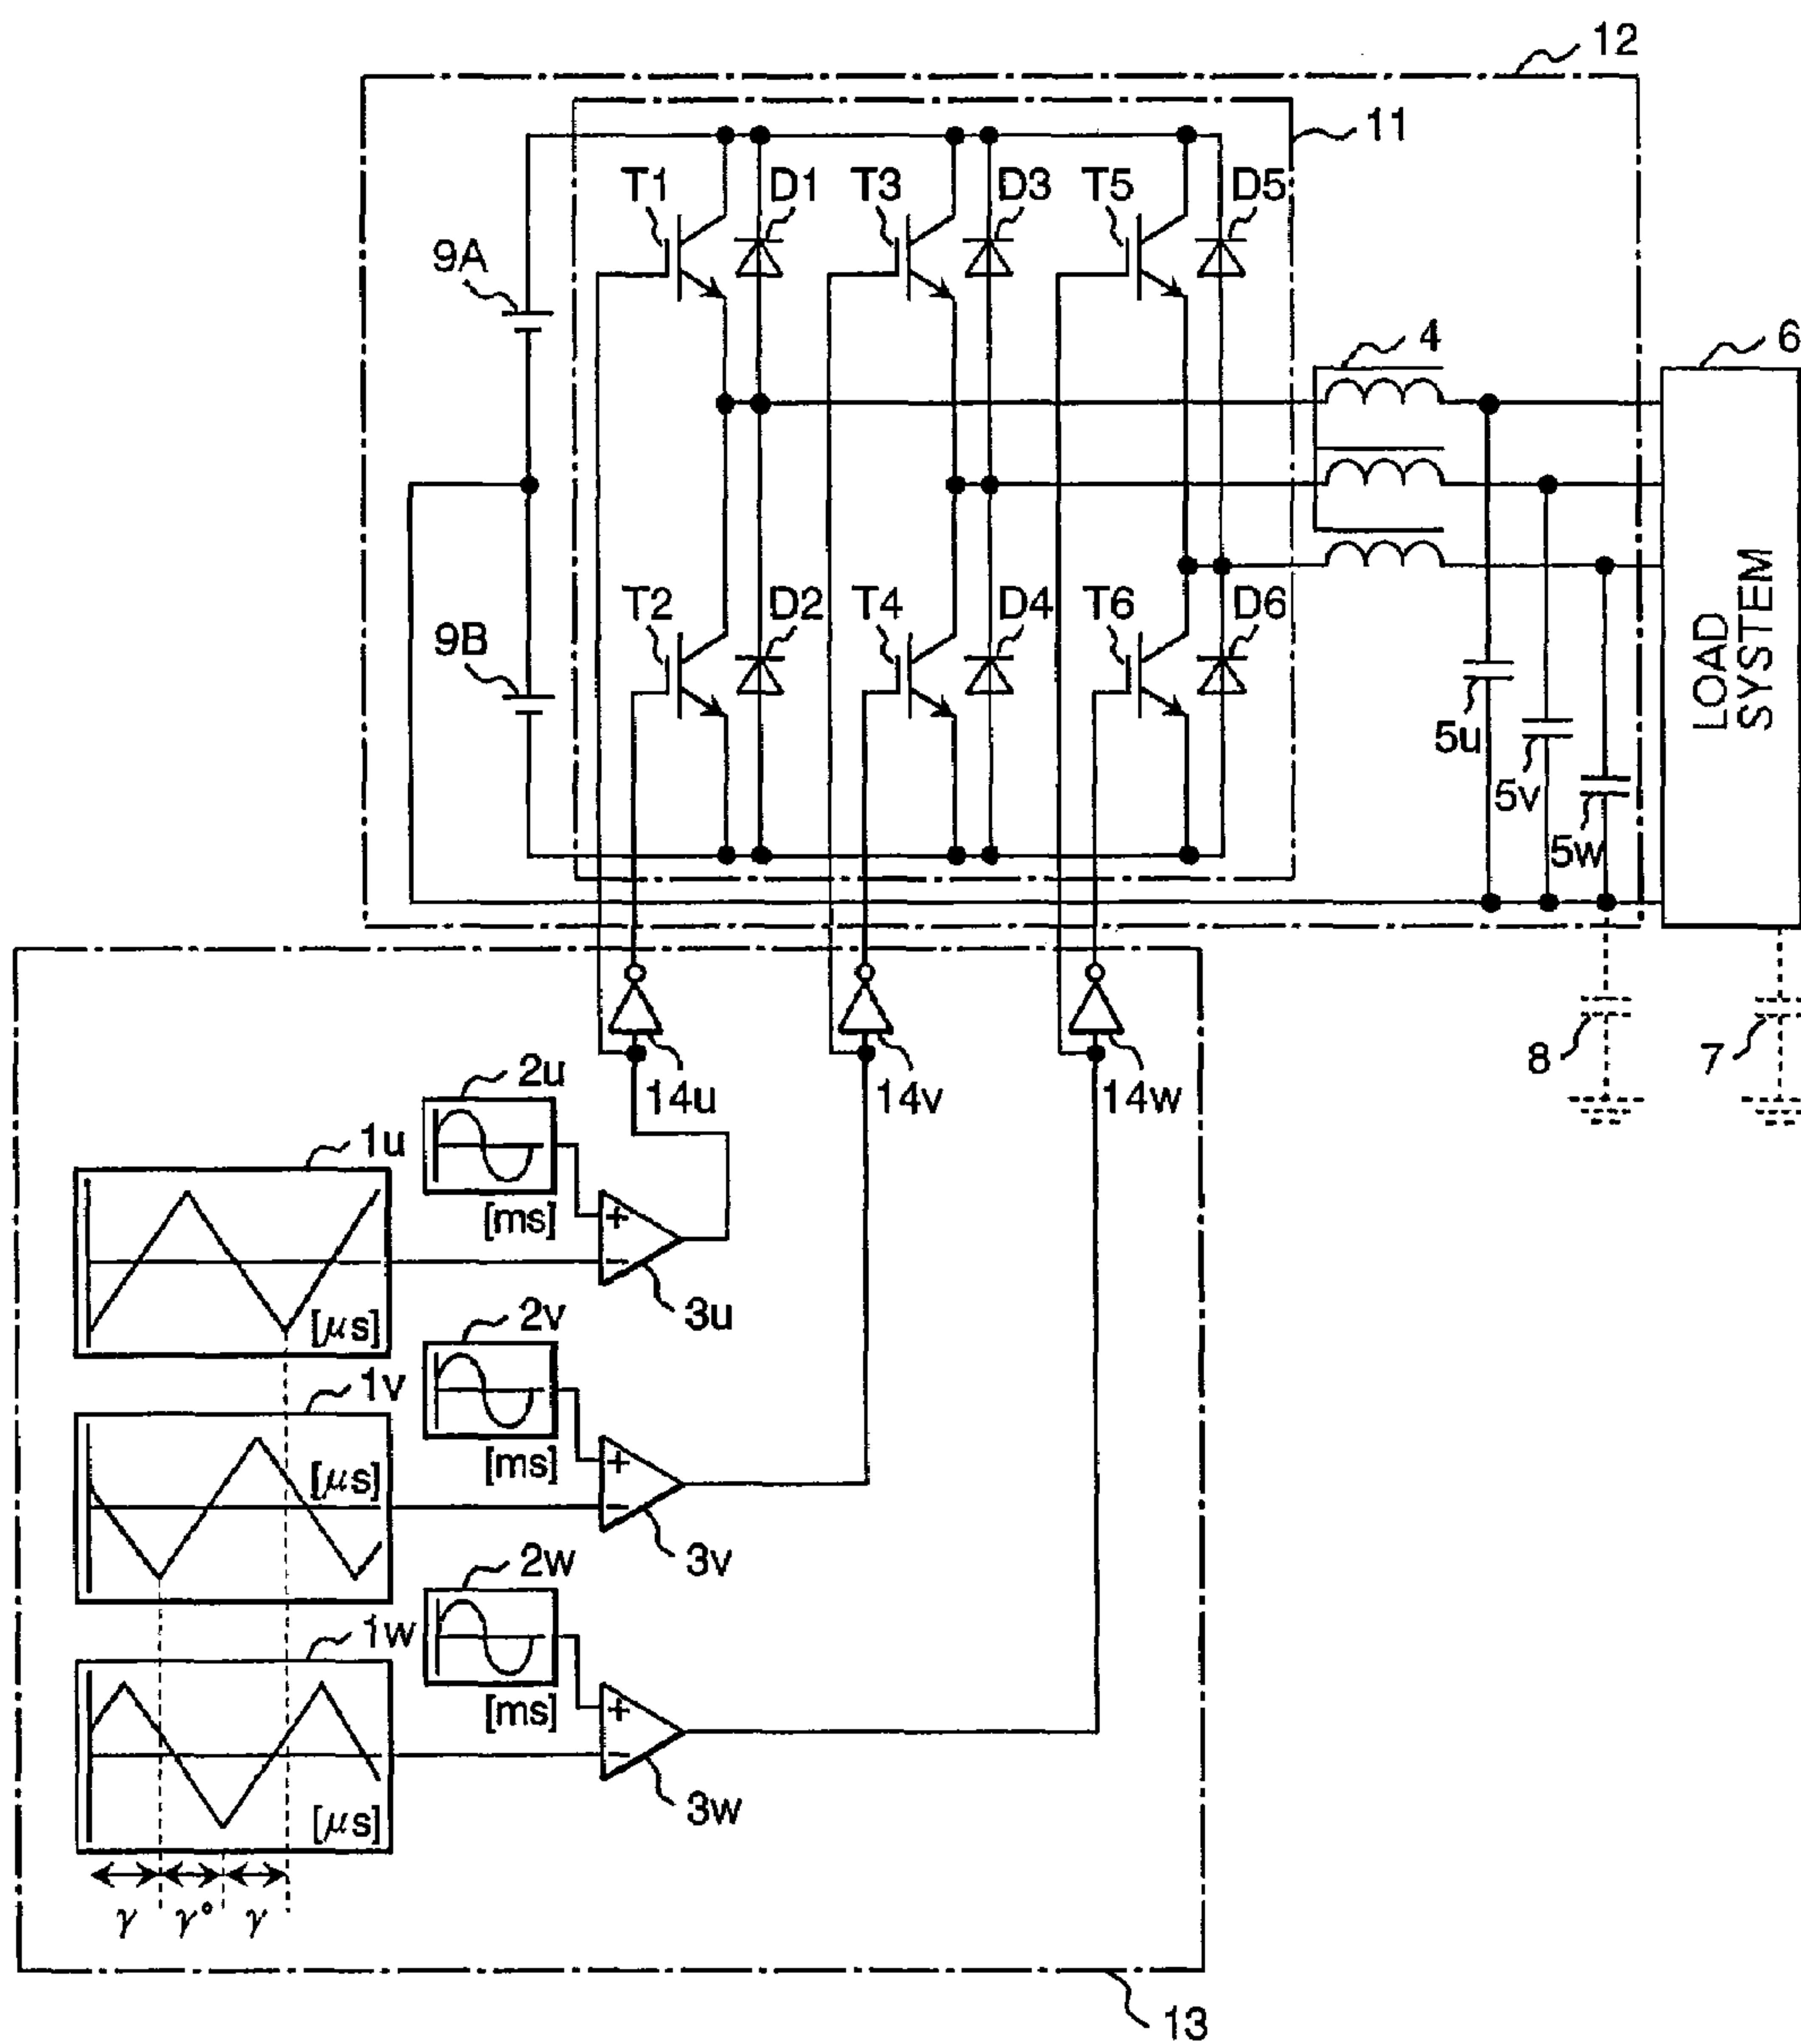 12
11
T1
D1
T3
D3
T5
D5
9A
4
6
T2
D2
T4
D4
T6
D6
9B
LOAD
SYSTEM
5u
5v
5w
8
7
14u
14v
14w
2u
[ms]
1u
[μs]
3u
2v
[ms]
1v
[μs]
3v
2w
[ms]
1w
[μs]
3w
+
−
+
−
+
−
γ γ° γ
13